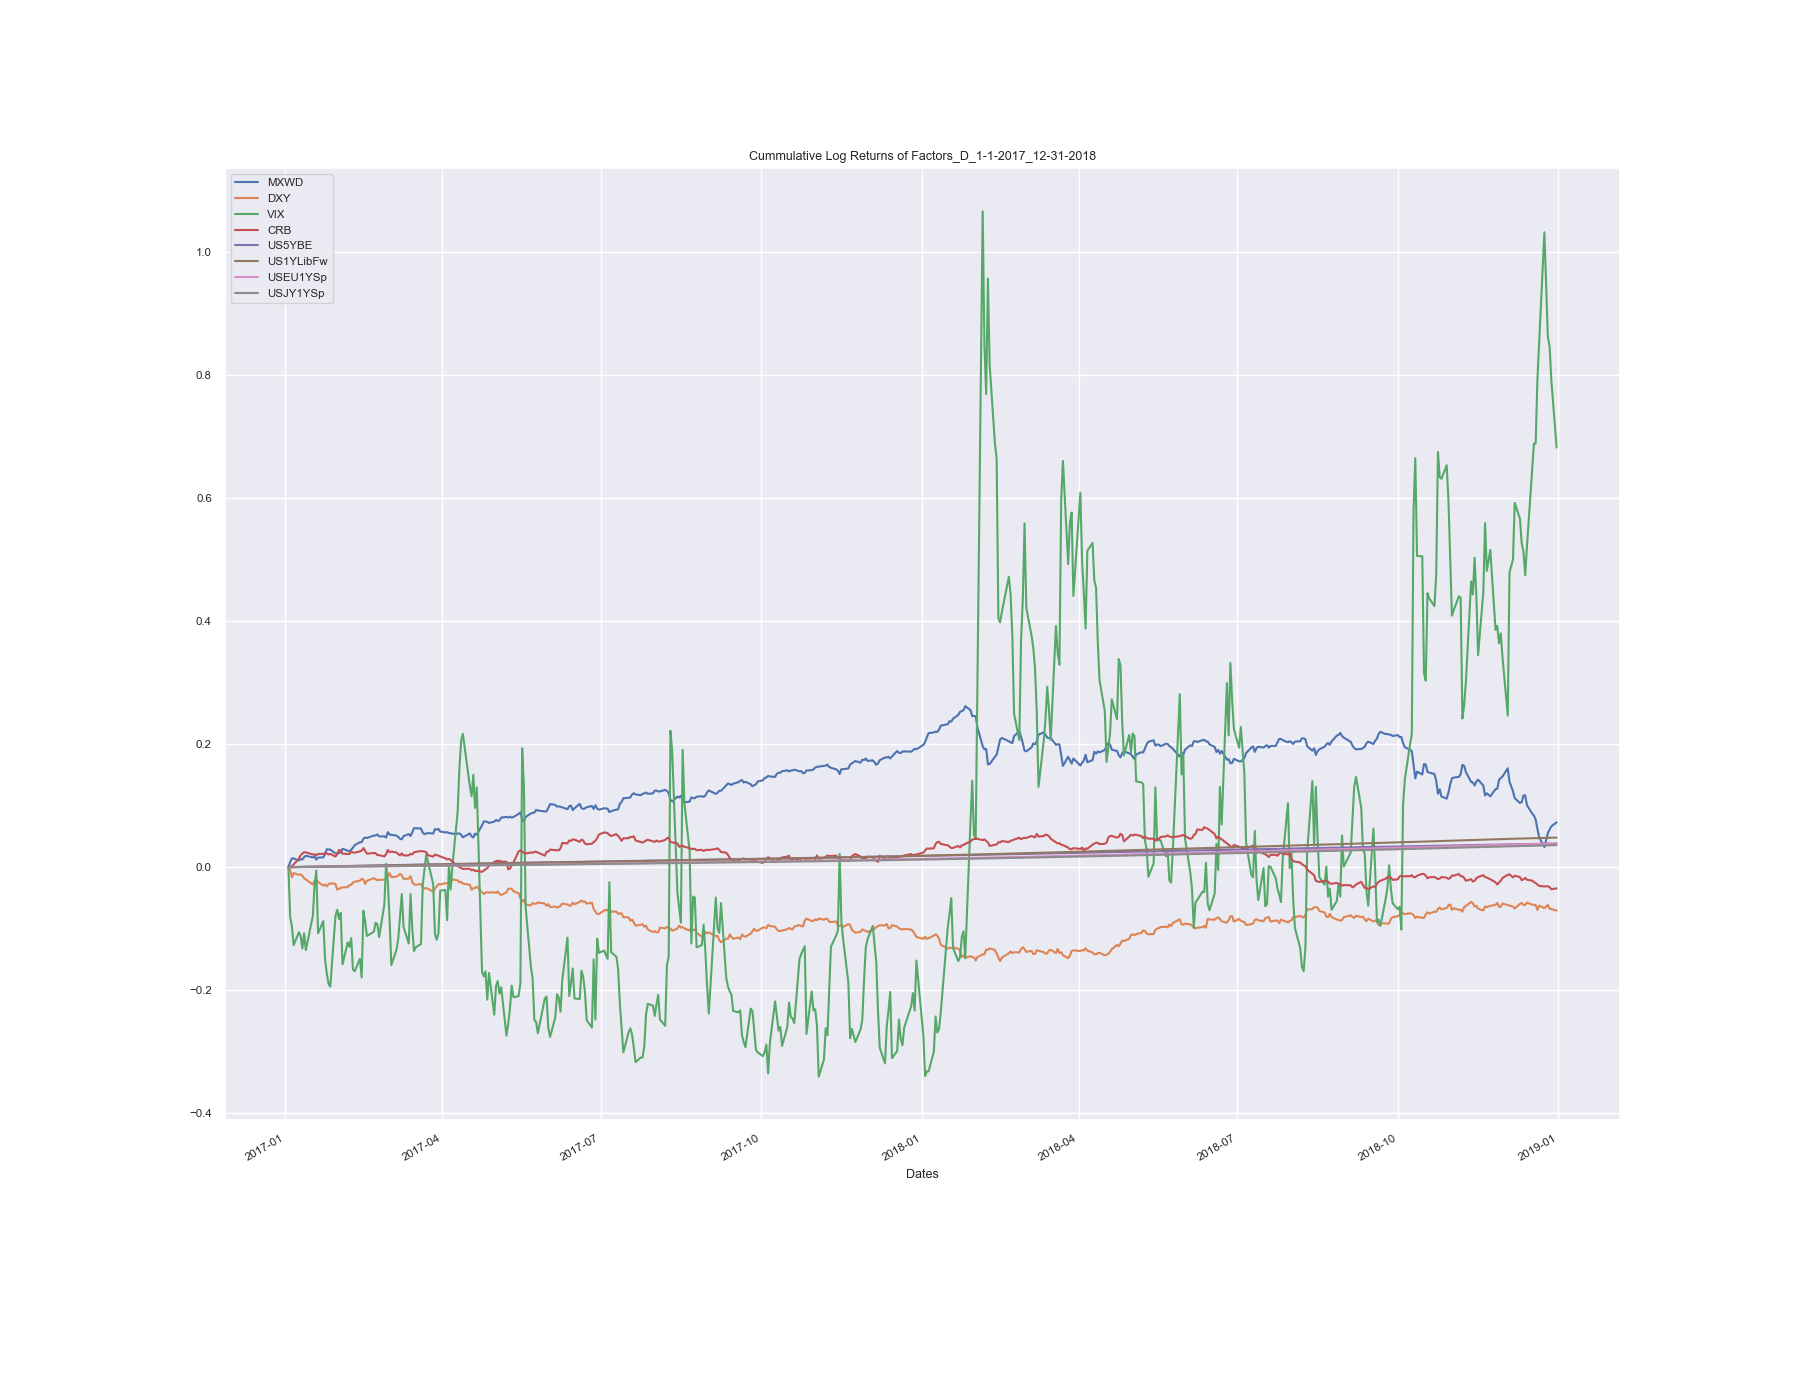 Cummulative Log Returns of Factors_D_1-1-2017_12-31-2018
MXWD
DXY
VIX
CRB
US5YBE
US1YLibFw
USEU1YSp
USJY1YSp
1.0
0.8
0.6
0.4
0.2
0.0
−0.2
−0.4
2017-01
2017-04
2017-07
2017-10
2018-01
2018-04
2018-07
2018-10
2019-01
Dates